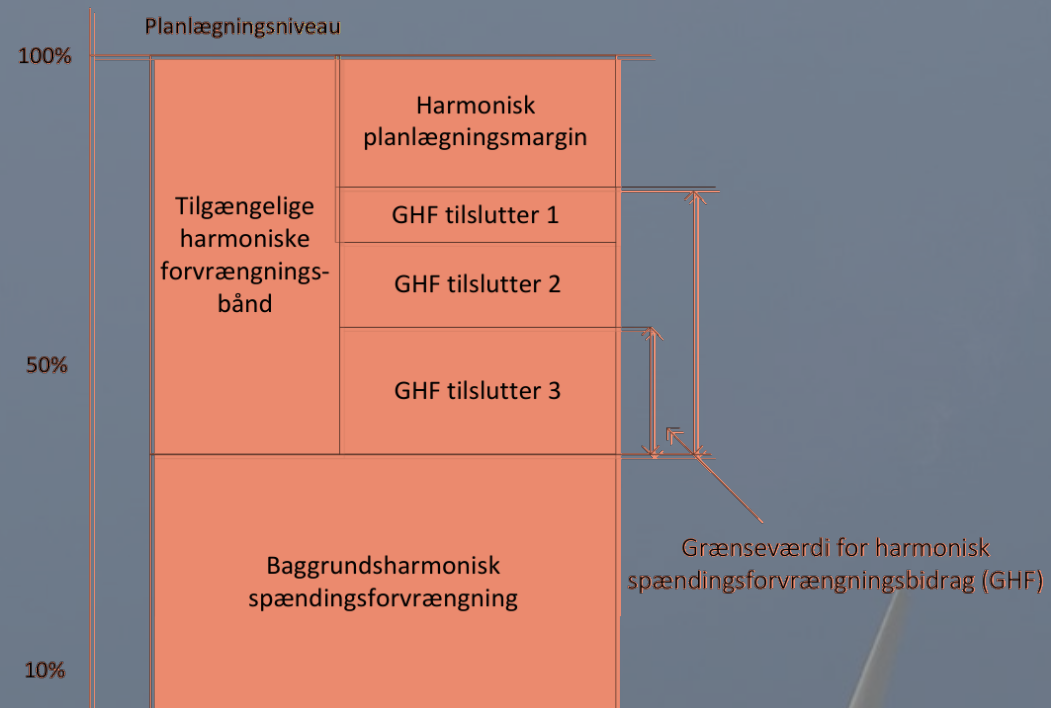 Planlægningsniveau
100%
Harmonisk
planlægningsmargin
Tilgængelige
harmoniske
forvrængnings-
bånd
GHF tilslutter 1
GHF tilslutter 2
50%
GHF tilslutter 3
Grænseværdi for harmonisk
spændingsforvrængningsbidrag (GHF)
Baggrundsharmonisk
spændingsforvrængning
10%